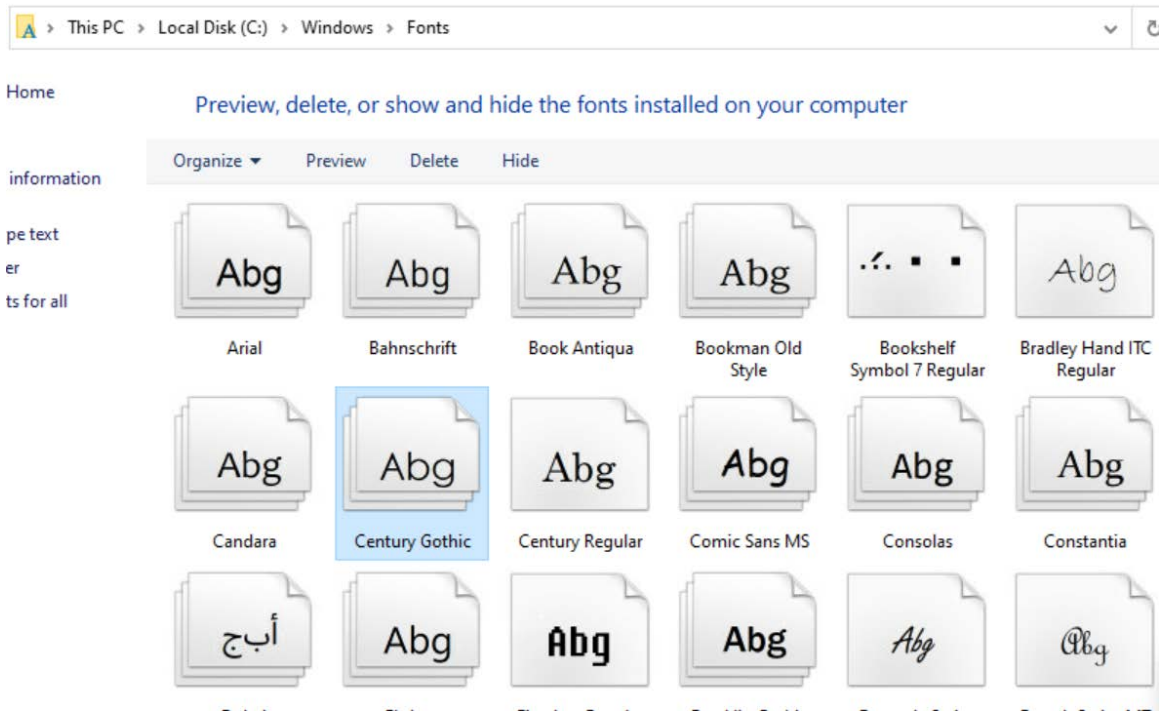 This PC > Local Disk (C:) > Windows > Fonts
Home
information
pe text
er
ts for all
Preview, delete, or show and hide the fonts installed on your computer
Organize Preview Delete Hide
Abg Abg Abg Abg Abg
Arial Bahnschrift Book Antiqua Bookman Old Bookshelf Bradley Hand ITC
Style Symbol 7 Regular Regular
Abg Abg Abg Abg Abg Abg
Candara Century Gothic Century Regular Comic Sans MS Consolas Constantia
أب‌ج Abg Abg Abg Abg Abg